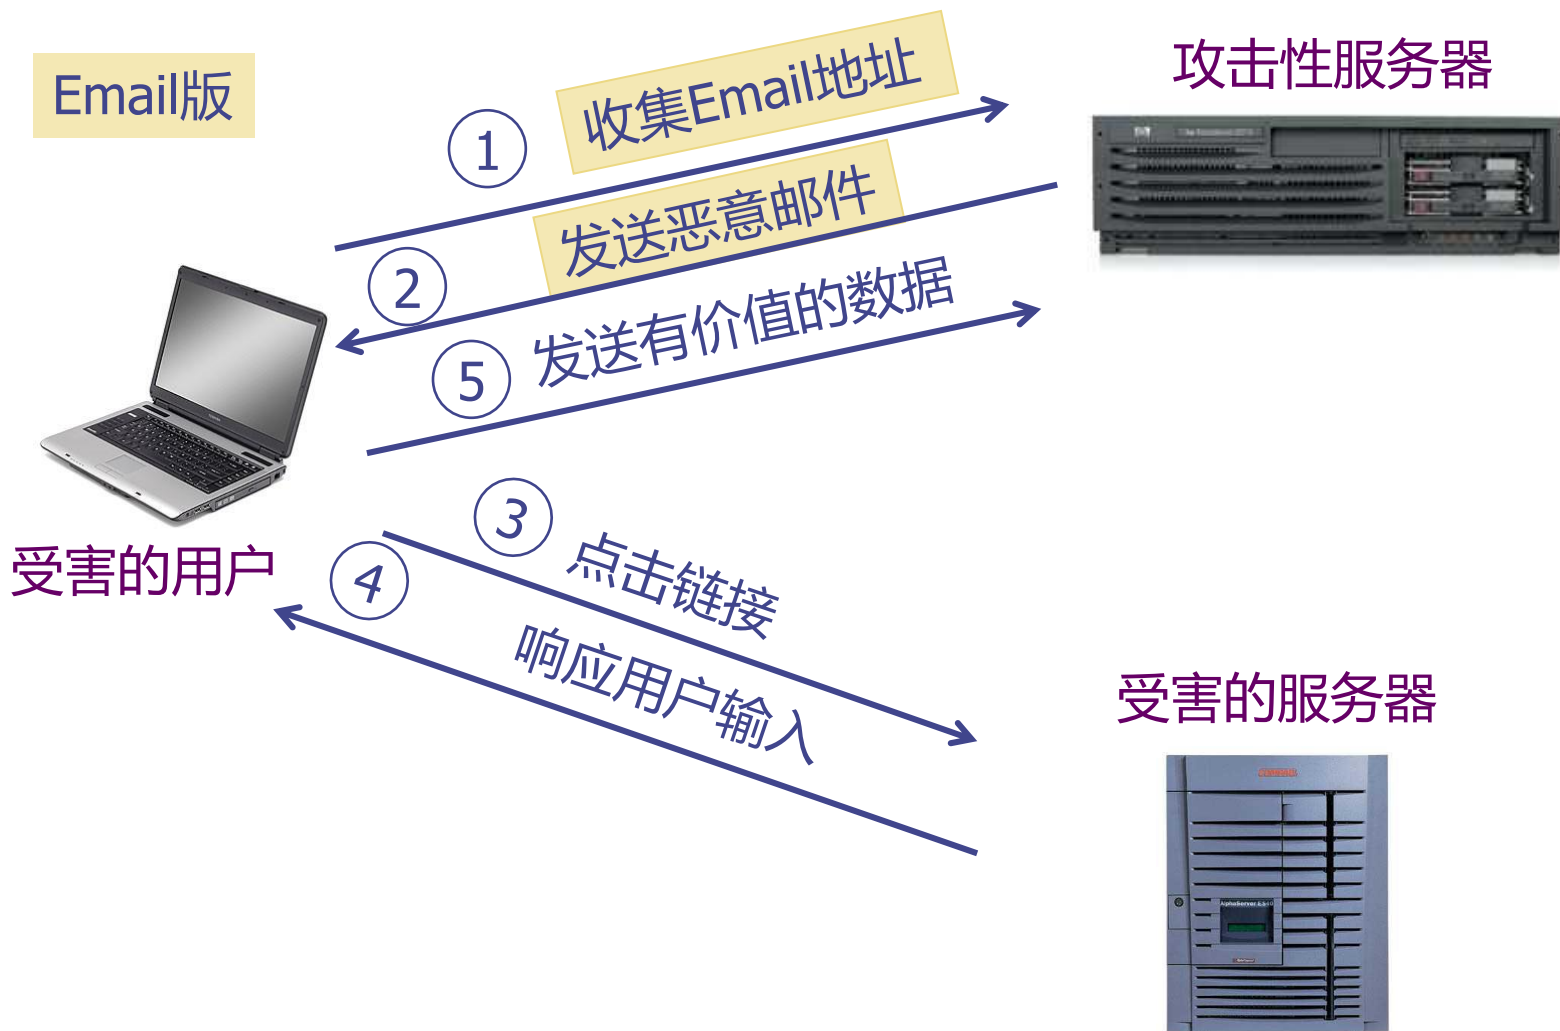 Email版
攻击性服务器
① 收集Email地址
② 发送恶意邮件
⑤ 发送有价值的数据
受害的用户
③ 点击链接
④ 响应用户输入
受害的服务器